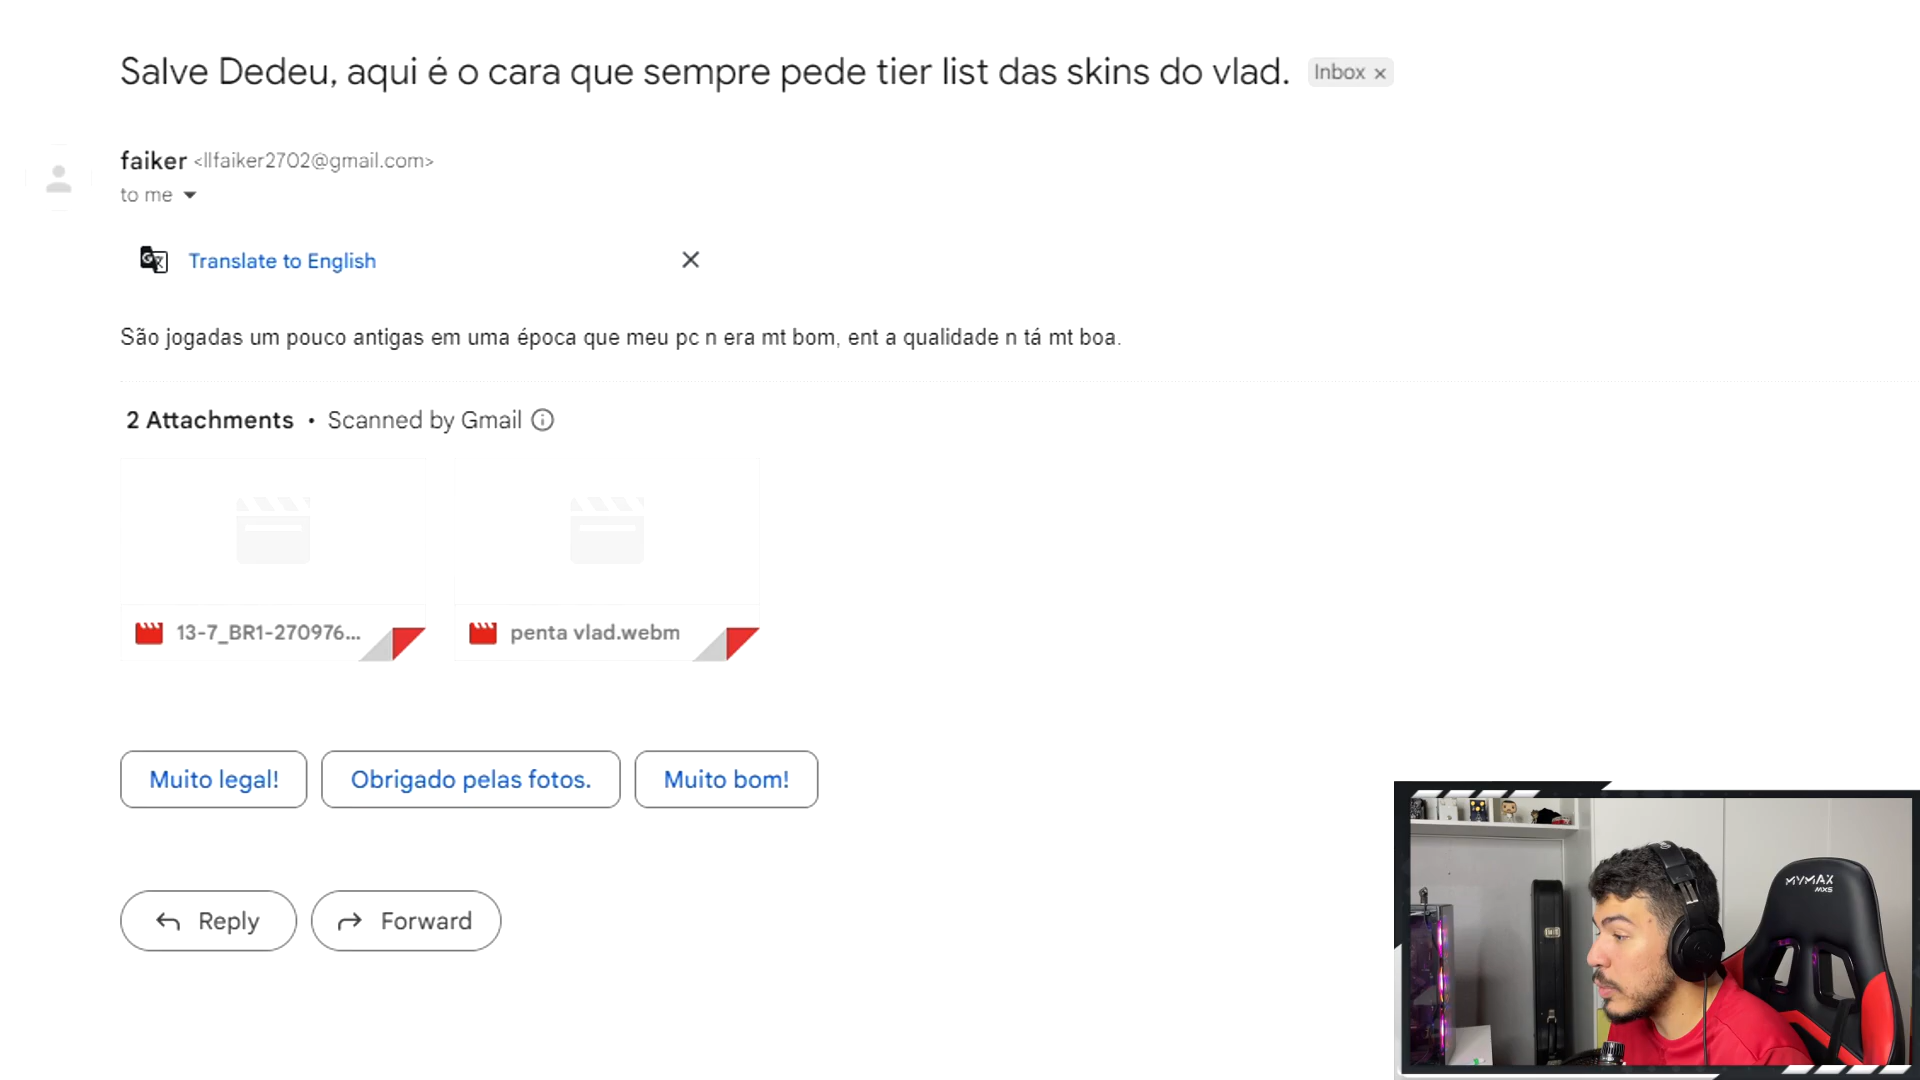 Salve Dedeu, aqui é o cara que sempre pede tier list das skins do vlad. Inbox ×
faiker <llfaiker2702@gmail.com>
to me
Translate to English
São jogadas um pouco antigas em uma época que meu pc n era mt bom, ent a qualidade n tá mt boa.
2 Attachments • Scanned by Gmail
13-7_BR1-270976... penta vlad.webm
Muito legal! Obrigado pelas fotos. Muito bom!
Reply Forward
MYMAX
MX5